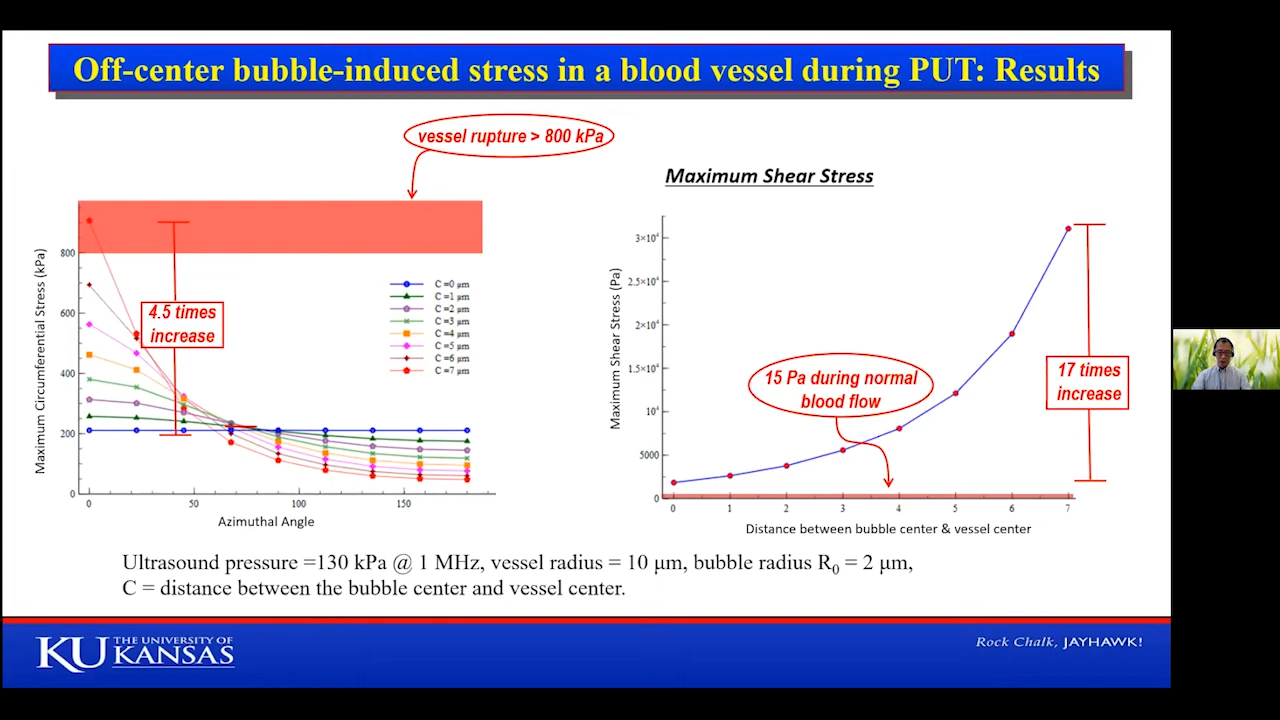 Off-center bubble-induced stress in a blood vessel during PUT: Results
vessel rupture > 800 kPa
Maximum Circumferential Stress (kPa)
800
600
400
200
0
0
50
100
150
Azimuthal Angle
4.5 times
increase
C =0 μm
C =1 μm
C =2 μm
C =3 μm
C =4 μm
C =5 μm
C =6 μm
C =7 μm
Maximum Shear Stress
Maximum Shear Stress (Pa)
3×10⁴
2.5×10⁴
2×10⁴
1.5×10⁴
10⁴
5000
0
0
1
2
3
4
5
6
7
Distance between bubble center & vessel center
15 Pa during normal
blood flow
17 times
increase
Ultrasound pressure =130 kPa @ 1 MHz, vessel radius = 10 μm, bubble radius R₀ = 2 μm,
C = distance between the bubble center and vessel center.
KU THE UNIVERSITY OF
KANSAS
Rock Chalk, JAYHAWK!